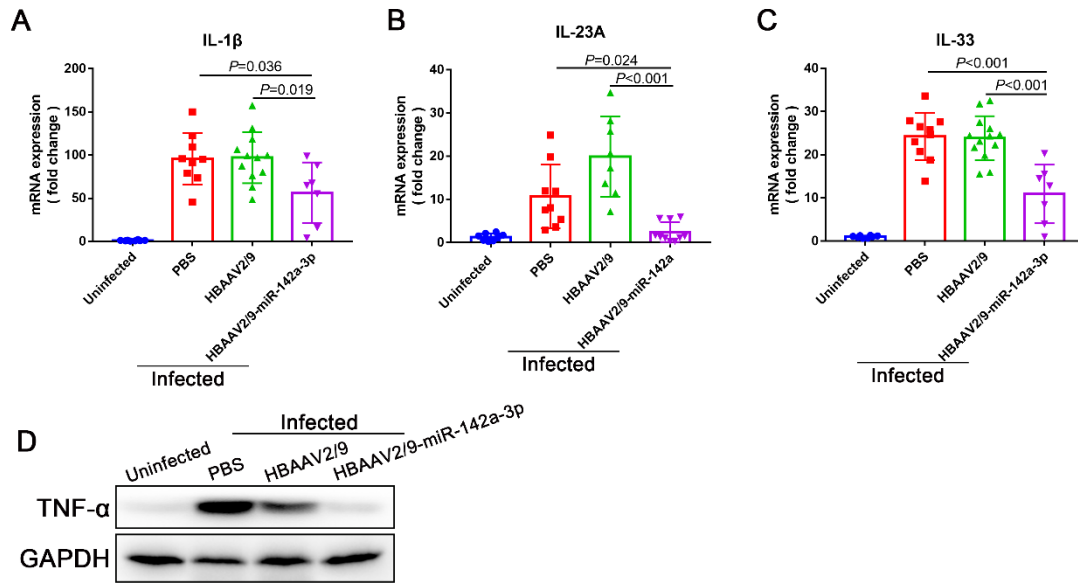 A
IL-1β
mRNA expression
( fold change )
200
150
100
50
0
P=0.036
P=0.019
Uninfected
PBS
HBAAV2/9
HBAAV2/9-miR-142a-3p
Infected
B
IL-23A
mRNA expression
( fold change )
40
30
20
10
0
P=0.024
P<0.001
Uninfected
PBS
HBAAV2/9
HBAAV2/9-miR-142a
Infected
C
IL-33
mRNA expression
( fold change )
40
30
20
10
0
P<0.001
P<0.001
Uninfected
PBS
HBAAV2/9
HBAAV2/9-miR-142a-3p
Infected
D
Infected
Uninfected
PBS
HBAAV2/9
HBAAV2/9-miR-142a-3p
TNF-α
GAPDH